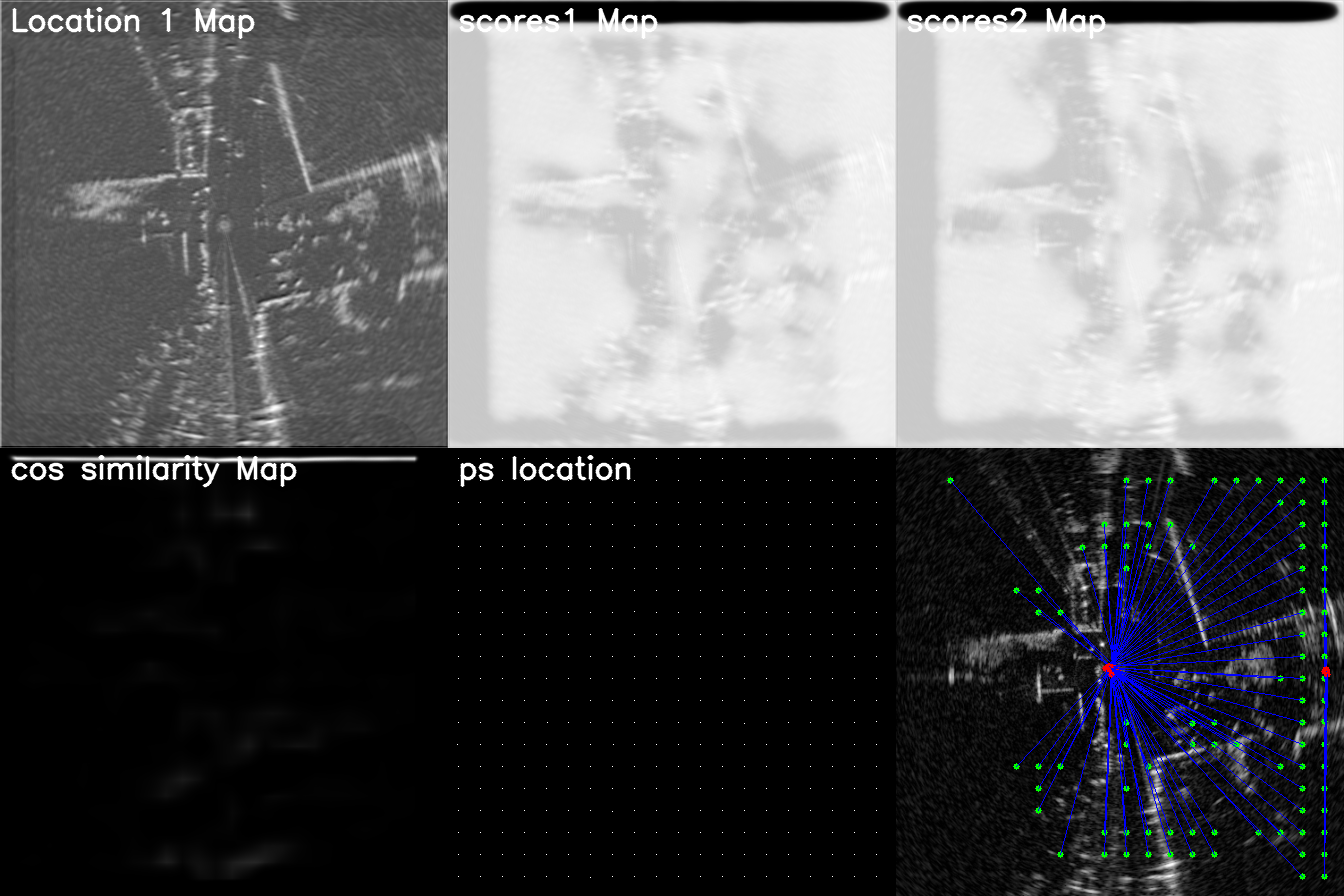 Location 1 Map
scores1 Map
scores2 Map
cos similarity Map
ps location